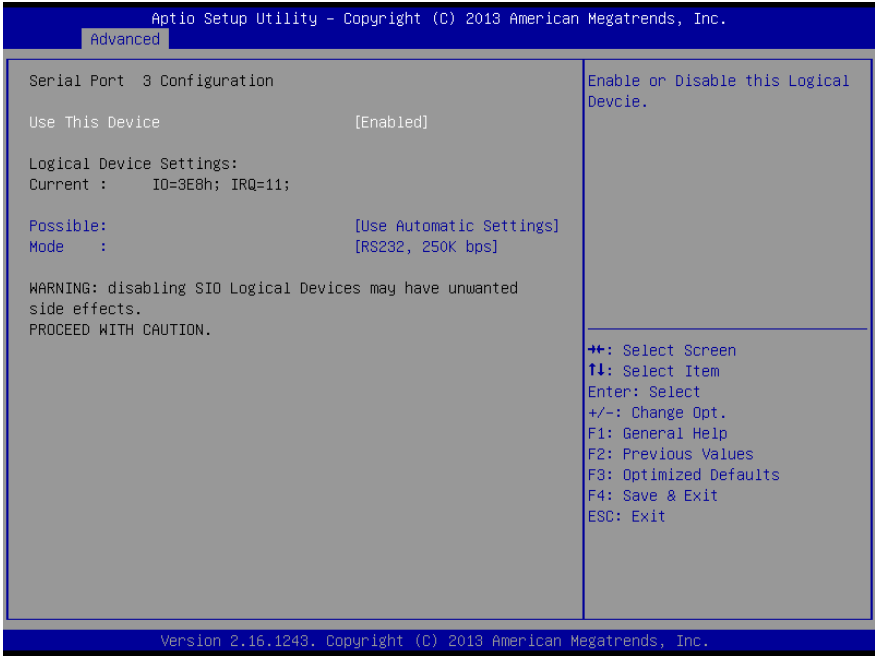 Aptio Setup Utility – Copyright (C) 2013 American Megatrends, Inc.
Advanced
Serial Port  3 Configuration
Use This Device [Enabled]
Logical Device Settings:
Current : IO=3E8h; IRQ=11;
Possible: [Use Automatic Settings]
Mode : [RS232, 250K bps]
WARNING: disabling SIO Logical Devices may have unwanted
side effects.
PROCEED WITH CAUTION.
Enable or Disable this Logical
Devcie.
→←: Select Screen
↑↓: Select Item
Enter: Select
+/-: Change Opt.
F1: General Help
F2: Previous Values
F3: Optimized Defaults
F4: Save & Exit
ESC: Exit
Version 2.16.1243. Copyright (C) 2013 American Megatrends, Inc.